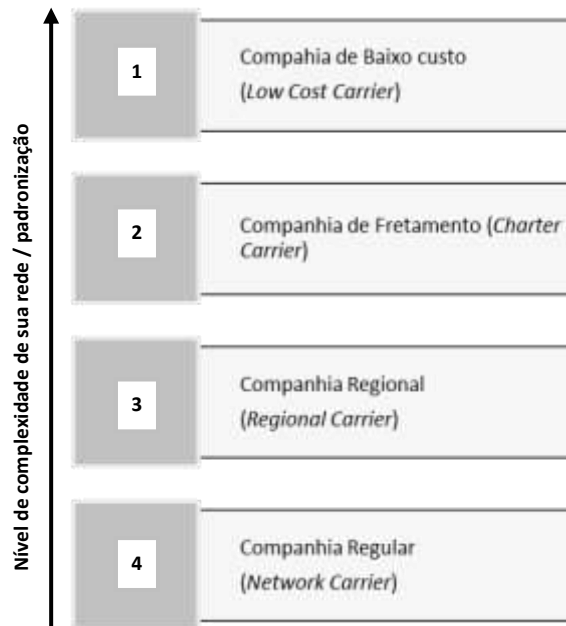 Nível de complexidade de sua rede / padronização
1
Compahia de Baixo custo
(Low Cost Carrier)
2
Companhia de Fretamento (Charter
Carrier)
3
Companhia Regional
(Regional Carrier)
4
Companhia Regular
(Network Carrier)